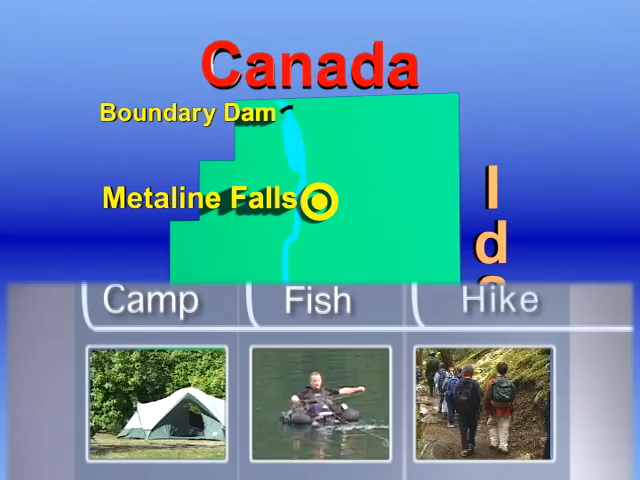 Canada
Boundary Dam
Metaline Falls
I
d
Camp
Fish
Hike